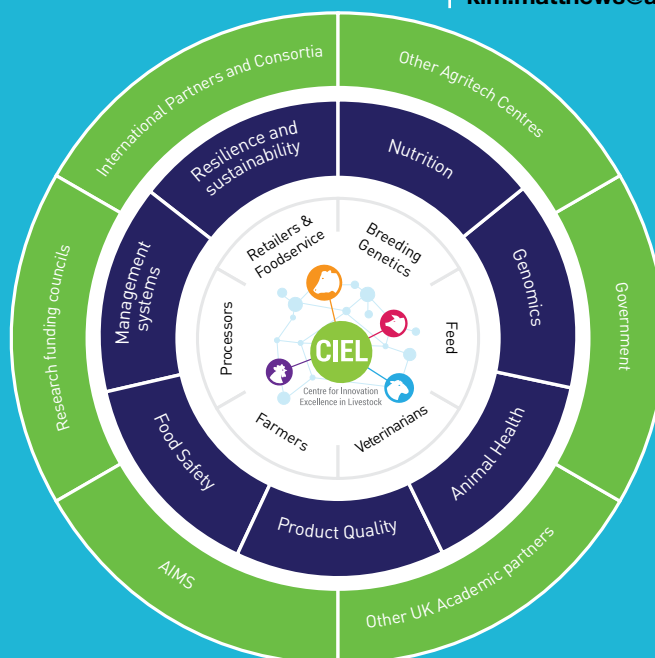 International Partners and Consortia
Other Agritech Centres
Government
Other UK Academic partners
AIMS
Research funding councils
Resilience and
sustainability
Nutrition
Genomics
Animal Health
Product Quality
Food Safety
Management
systems
Retailers &
Foodservice
Breeding
Genetics
Feed
Veterinarians
Farmers
Processors
CIEL
Centre for Innovation
Excellence in Livestock